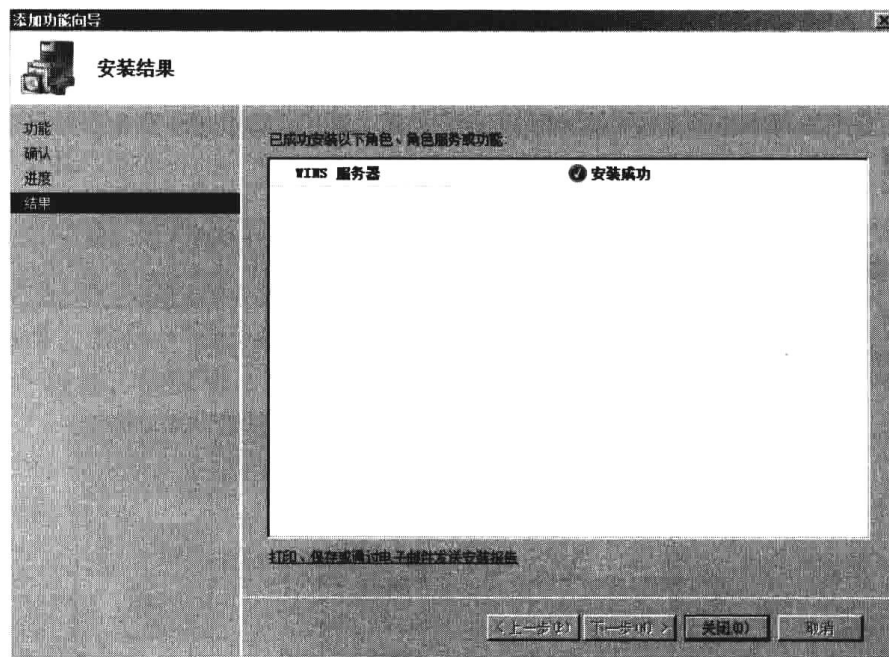 添加功能向导
安装结果
功能
确认
进度
结果
已成功安装以下角色、角色服务或功能:
WINS 服务器
安装成功
打印、保存或通过电子邮件发送安装报告
< 上一步(P)
下一步(N) >
关闭(O)
取消